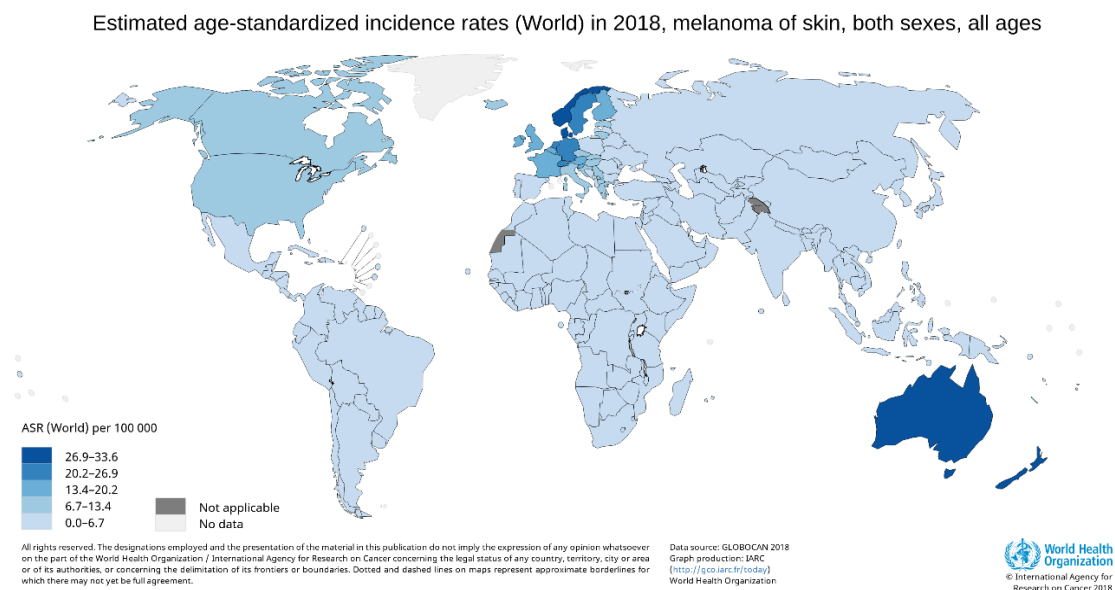 Estimated age-standardized incidence rates (World) in 2018, melanoma of skin, both sexes, all ages
ASR (World) per 100 000
26.9–33.6
20.2–26.9
13.4–20.2
6.7–13.4
0.0–6.7
Not applicable
No data
All rights reserved. The designations employed and the presentation of the material in this publication do not imply the expression of any opinion whatsoever
on the part of the World Health Organization / International Agency for Research on Cancer concerning the legal status of any country, territory, city or area
or of its authorities, or concerning the delimitation of its frontiers or boundaries. Dotted and dashed lines on maps represent approximate borderlines for
which there may not yet be full agreement.
Data source: GLOBOCAN 2018
Graph production: IARC
(http://gco.iarc.fr/today)
World Health Organization
World Health
Organization
© International Agency for
Research on Cancer 2018